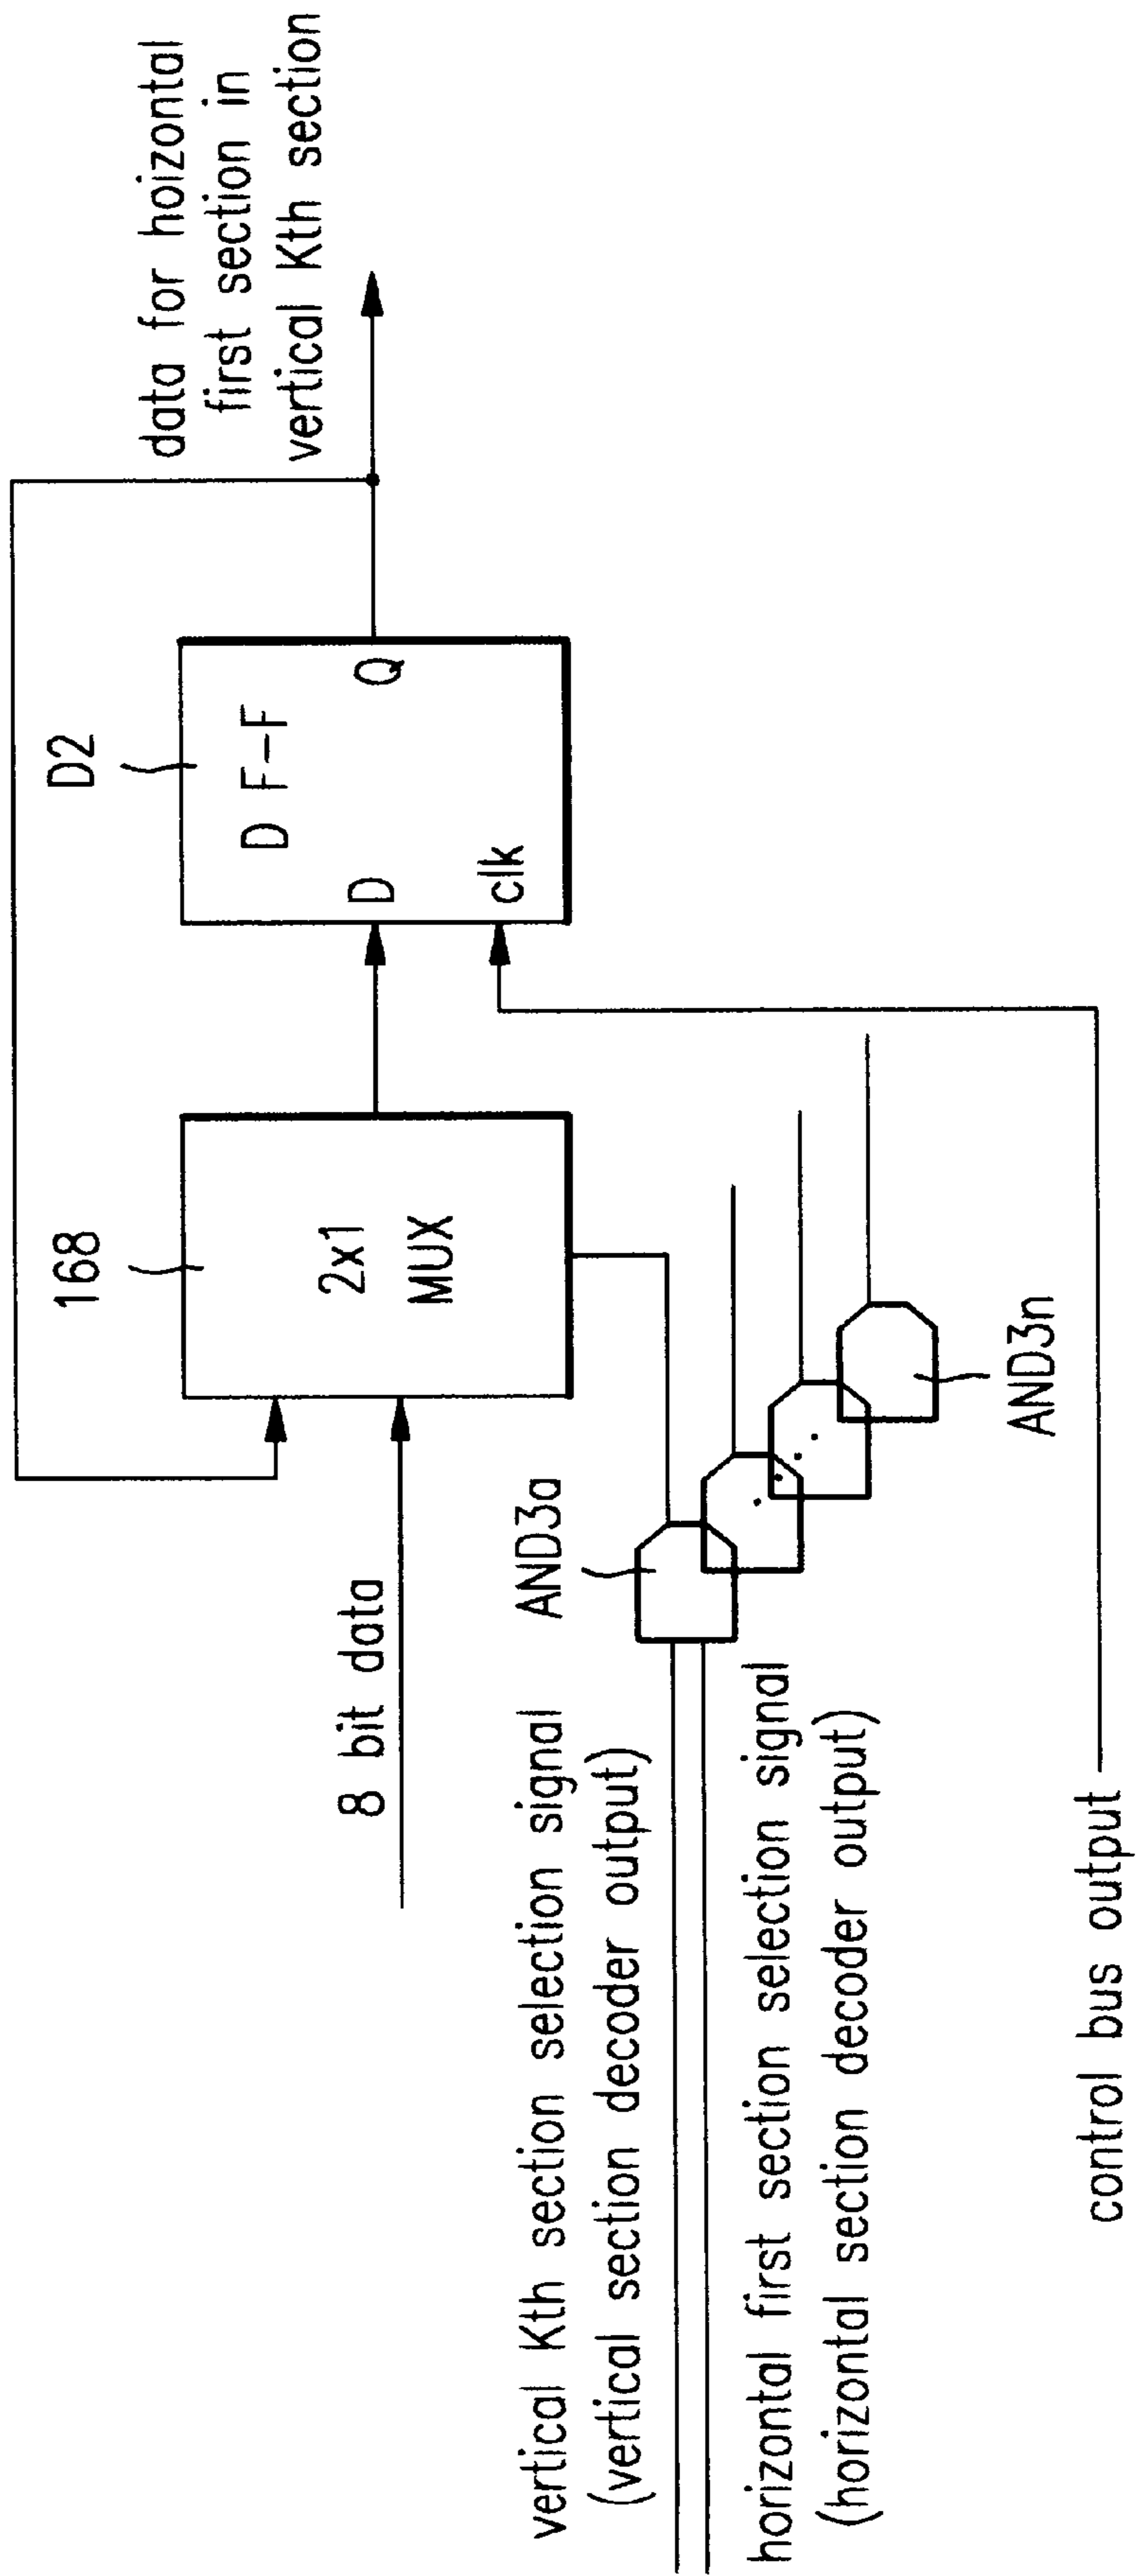 data for hoizontal
first section in
vertical Kth section
D2
D F-F
D
Q
clk
168
2x1
MUX
8 bit data
AND3a
AND3n
vertical Kth section selection signal
(vertical section decoder output)
horizontal first section selection signal
(horizontal section decoder output)
control bus output